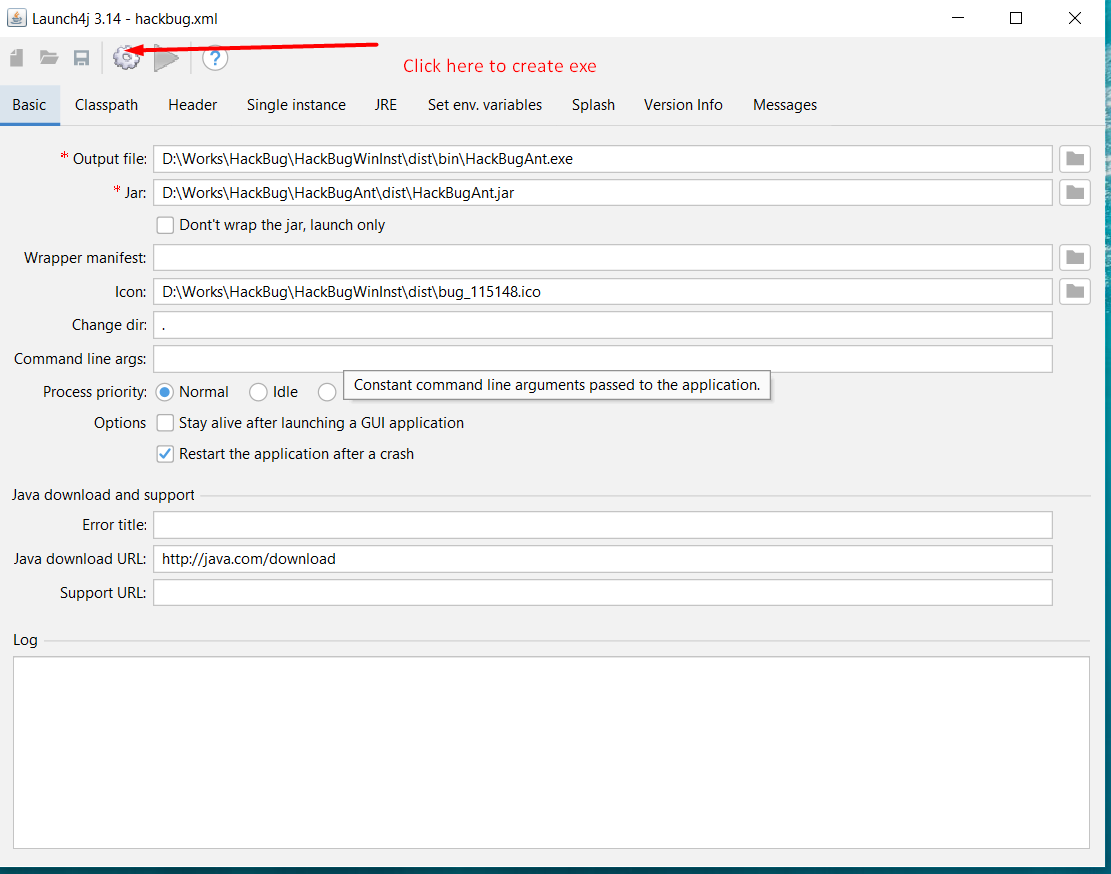 Launch4j 3.14 - hackbug.xml
?
Click here to create exe
Basic Classpath Header Single instance JRE Set env. variables Splash Version Info Messages
* Output file: D:\Works\HackBug\HackBugWinInst\dist\bin\HackBugAnt.exe
* Jar: D:\Works\HackBug\HackBugAnt\dist\HackBugAnt.jar
Dont't wrap the jar, launch only
Wrapper manifest:
Icon: D:\Works\HackBug\HackBugWinInst\dist\bug_115148.ico
Change dir: .
Command line args:
Process priority: Normal Idle
Constant command line arguments passed to the application.
Options Stay alive after launching a GUI application
Restart the application after a crash
Java download and support
Error title:
Java download URL: http://java.com/download
Support URL:
Log